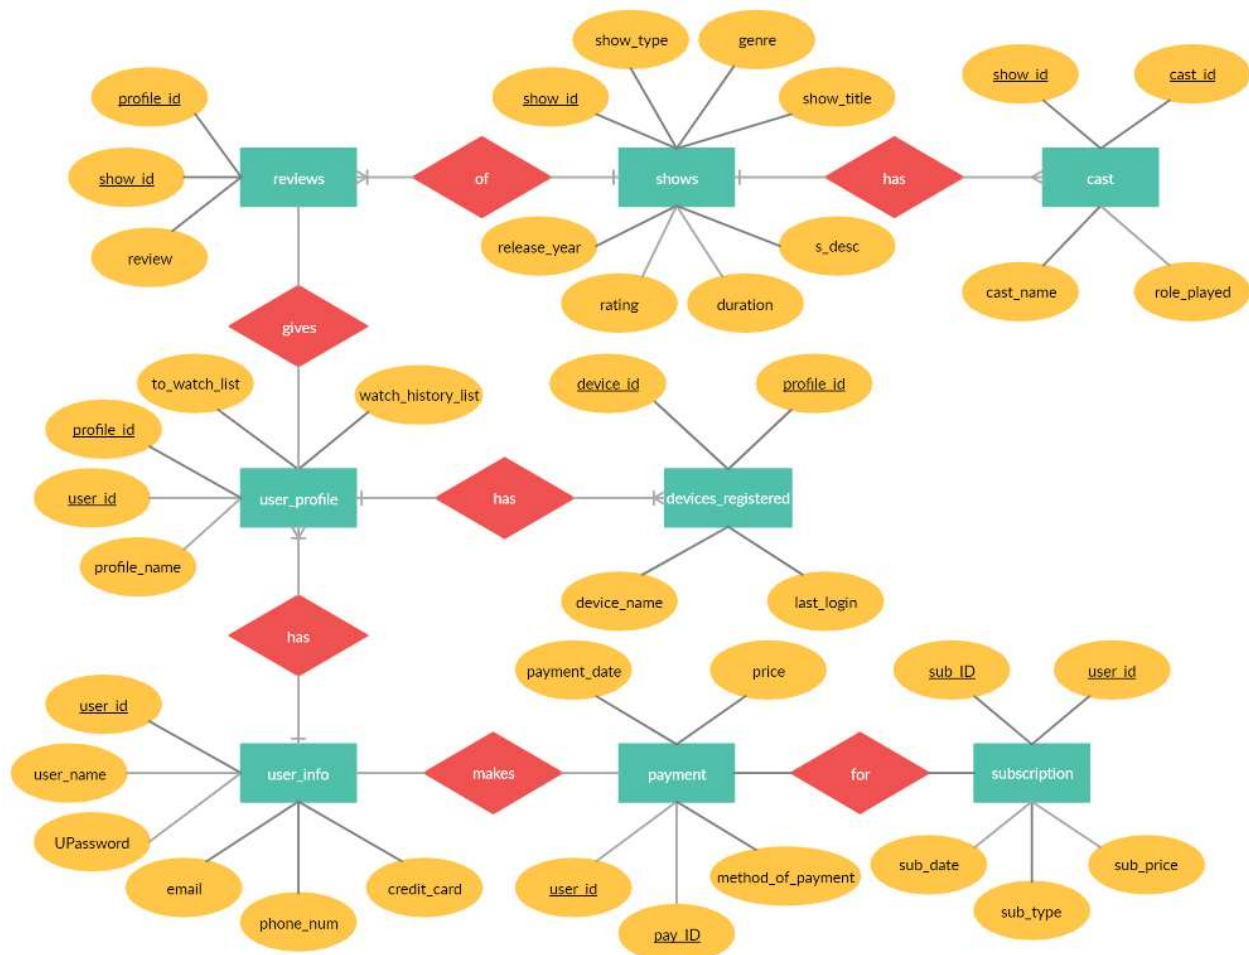 show_type
genre
show_id
cast_id
profile_id
show_id
show_title
show_id
reviews
of
shows
has
cast
review
release_year
s_desc
rating
duration
cast_name
role_played
gives
to_watch_list
watch_history_list
device_id
profile_id
profile_id
user_id
user_profile
has
devices_registered
profile_name
device_name
last_login
has
payment_date
price
sub_ID
user_id
user_id
user_name
user_info
makes
payment
for
subscription
UPassword
email
credit_card
phone_num
user_id
method_of_payment
pay_ID
sub_date
sub_price
sub_type